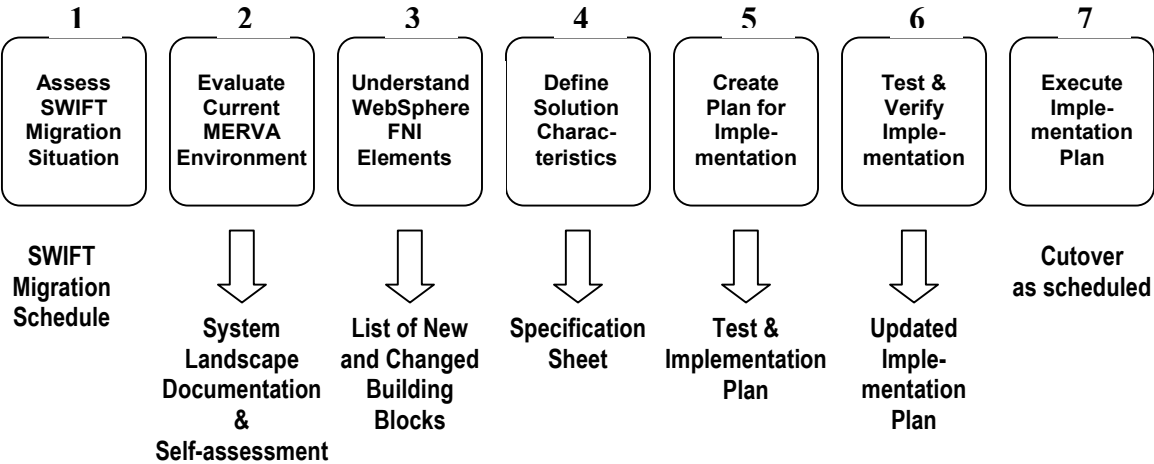 1
Assess
SWIFT
Migration
Situation
SWIFT
Migration
Schedule
2
Evaluate
Current
MERVA
Environment
System
Landscape
Documentation
&
Self-assessment
3
Understand
WebSphere
FNI
Elements
List of New
and Changed
Building
Blocks
4
Define
Solution
Charac-
teristics
Specification
Sheet
5
Create
Plan for
Imple-
mentation
Test &
Implementation
Plan
6
Test &
Verify
Imple-
mentation
Updated
Imple-
mentation
Plan
7
Execute
Imple-
mentation
Plan
Cutover
as scheduled